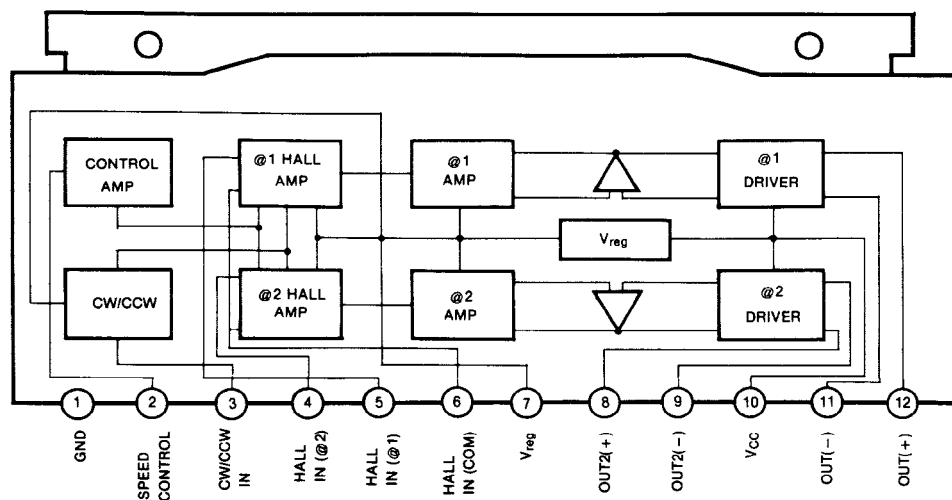 CONTROL
AMP
@1 HALL
AMP
@1
AMP
@1
DRIVER
Vreg
CW/CCW
@2 HALL
AMP
@2
AMP
@2
DRIVER
1
2
3
4
5
6
7
8
9
10
11
12
GND
SPEED
CONTROL
CW/CCW
IN
HALL
IN (@2)
HALL
IN (@1)
HALL
IN (COM)
Vreg
OUT2(+)
OUT2(−)
VCC
OUT(−)
OUT(+)